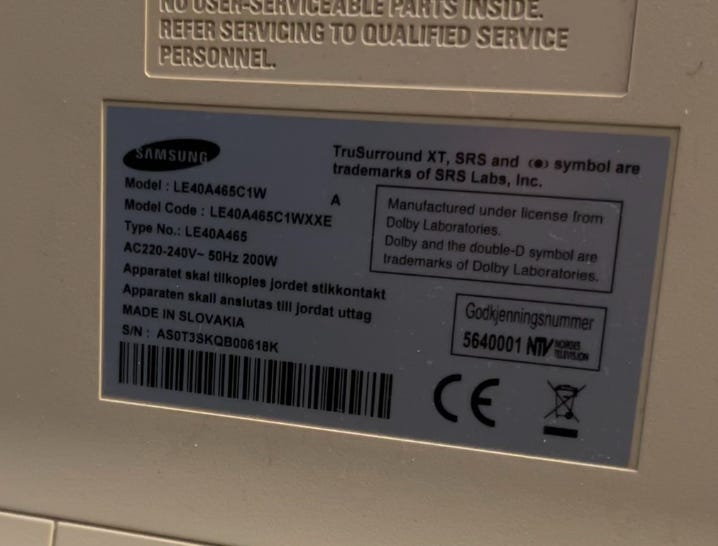 NO USER-SERVICEABLE PARTS INSIDE.
REFER SERVICING TO QUALIFIED SERVICE
PERSONNEL.
SAMSUNG
Model : LE40A465C1W
A
Model Code : LE40A465C1WXXE
Type No.: LE40A465
AC220-240V~ 50Hz 200W
Apparatet skal tilkoples jordet stikkontakt
Apparaten skall anslutas till jordat uttag
MADE IN SLOVAKIA
S/N : AS0T3SKQB00618K
TruSurround XT, SRS and (●) symbol are
trademarks of SRS Labs, Inc.
Manufactured under license from
Dolby Laboratories.
Dolby and the double-D symbol are
trademarks of Dolby Laboratories.
Godkjenningsnummer
5640001 NTV NORGES
TELEVISJON
CE